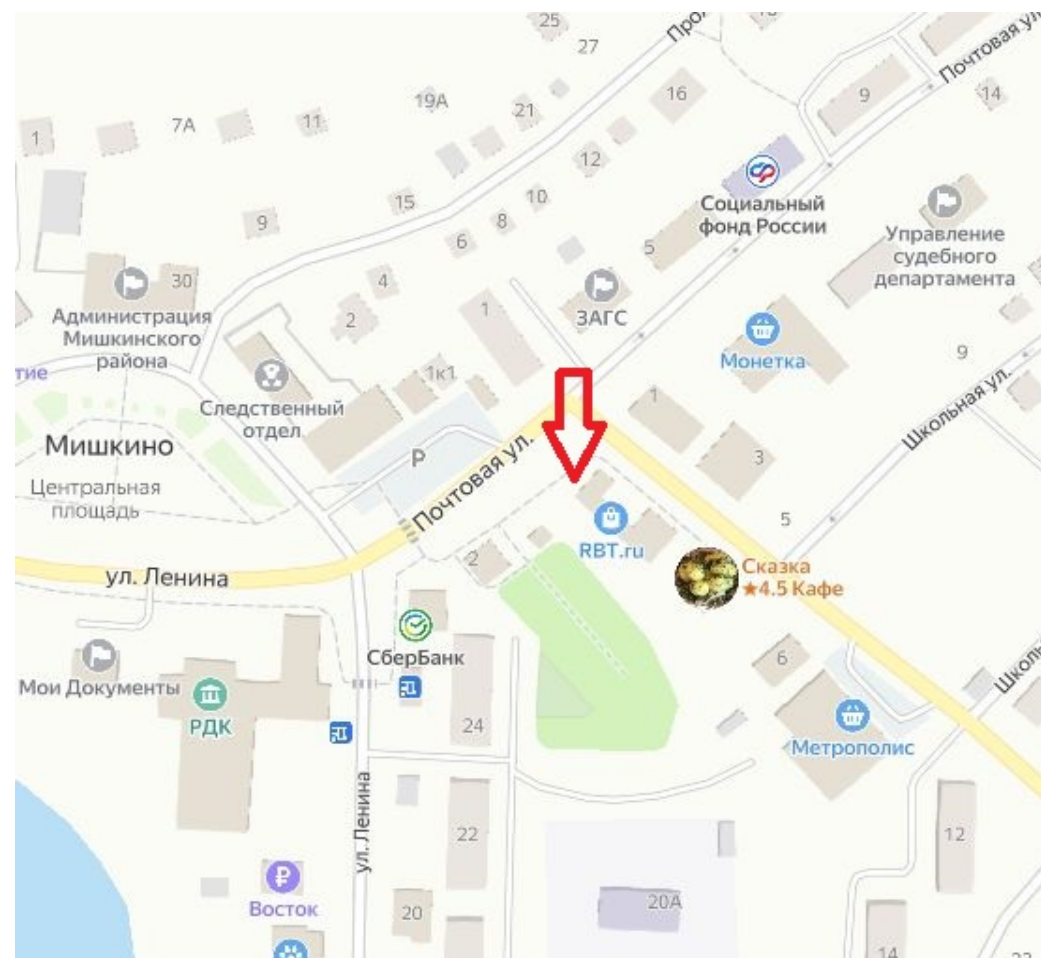 25
27
Почтовая ул.
19А
21
16
9
14
7А
11
1
12
15
10
9
8
6
5
Социальный
фонд России
Управление
судебного
департамента
30
4
Администрация
Мишкинского
района
2
1
ЗАГС
Монетка
9
тие
1к1
1
Школьная ул.
Следственный
отдел
Мишкино
P
3
Почтовая ул.
Центральная
площадь
5
RBT.ru
2
Сказка
★4.5 Кафе
ул. Ленина
СберБанк
6
Мои Документы
РДК
24
Метрополис
ул. Ленина
22
12
20А
Восток
20
14